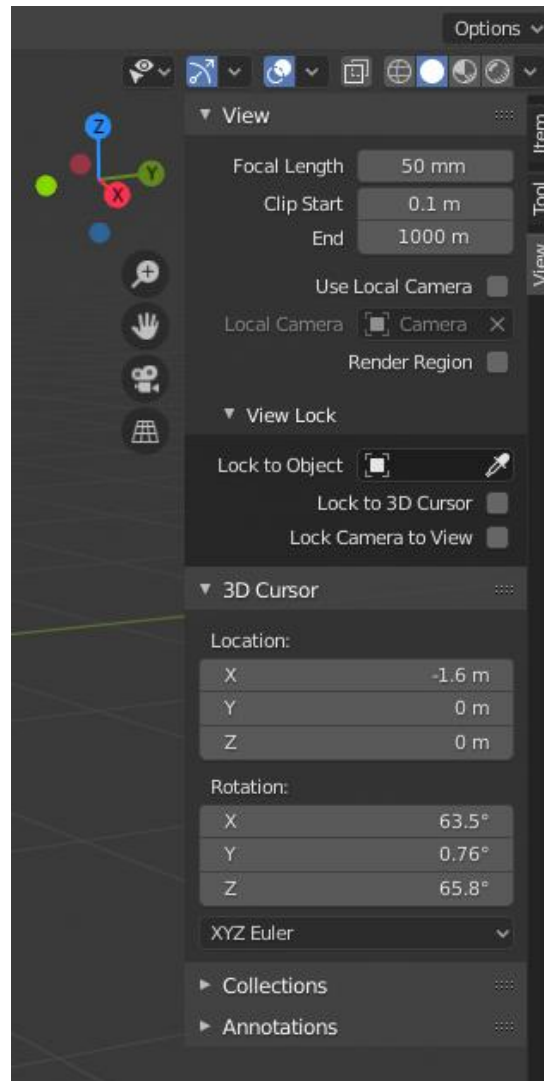 Options
View
Item
Focal Length 50 mm
Tool
Clip Start 0.1 m
End 1000 m
View
Use Local Camera
Local Camera Camera
Render Region
View Lock
Lock to Object
Lock to 3D Cursor
Lock Camera to View
3D Cursor
Location:
X -1.6 m
Y 0 m
Z 0 m
Rotation:
X 63.5°
Y 0.76°
Z 65.8°
XYZ Euler
Collections
Annotations
Z
Y
X